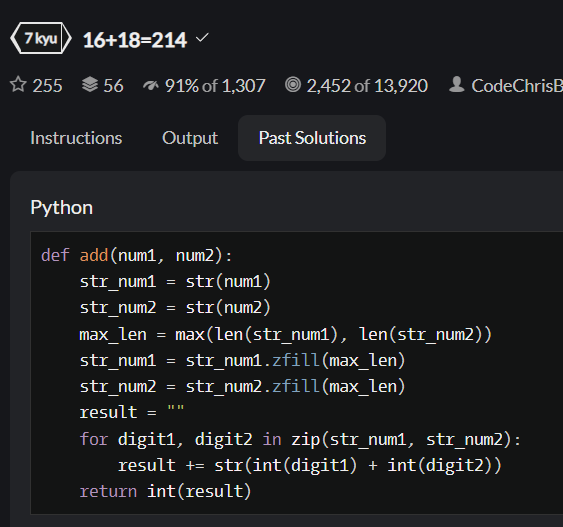 7 kyu 16+18=214
255 56 91% of 1,307 2,452 of 13,920 CodeChrisB
Instructions Output Past Solutions
Python
def add(num1, num2):
    str_num1 = str(num1)
    str_num2 = str(num2)
    max_len = max(len(str_num1), len(str_num2))
    str_num1 = str_num1.zfill(max_len)
    str_num2 = str_num2.zfill(max_len)
    result = ""
    for digit1, digit2 in zip(str_num1, str_num2):
        result += str(int(digit1) + int(digit2))
    return int(result)